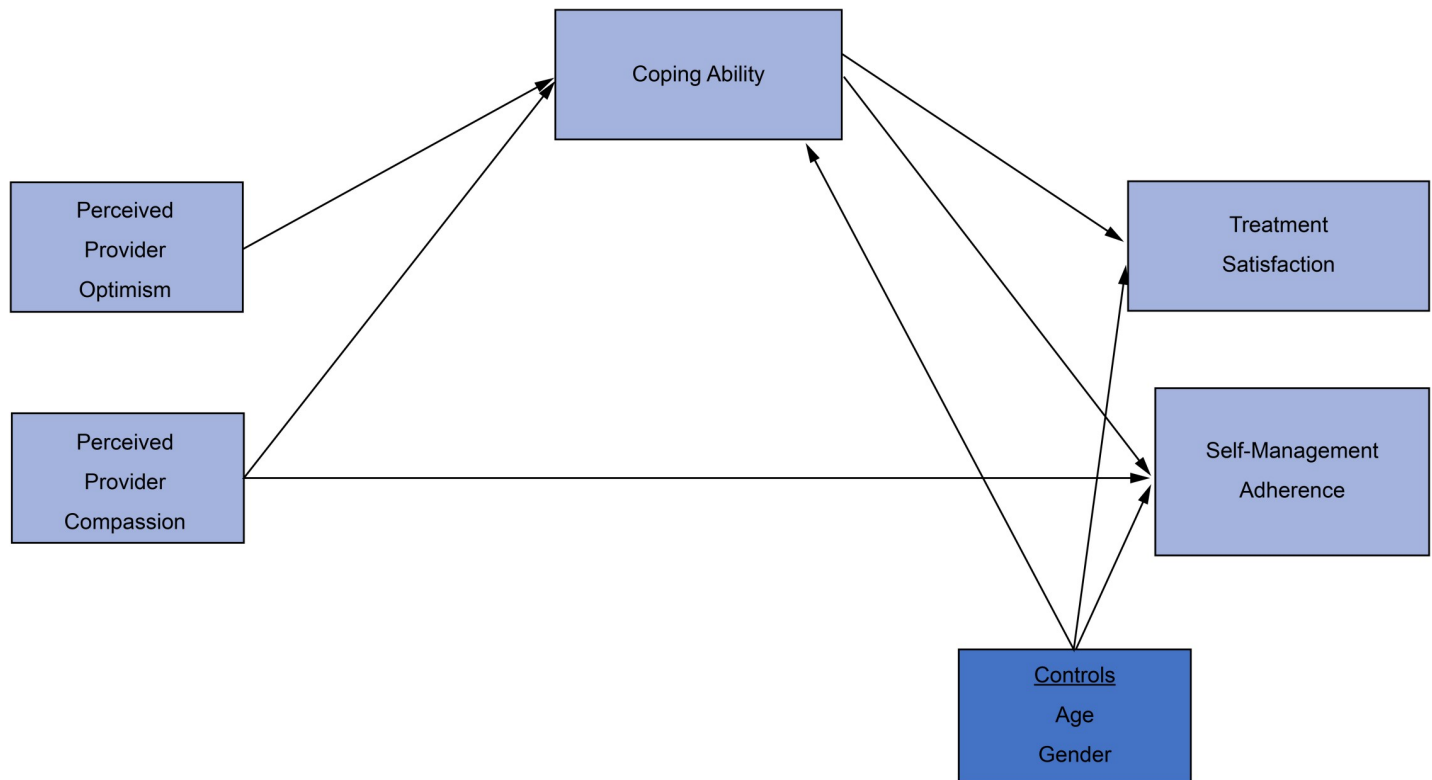 Coping Ability
Perceived
Provider
Optimism
Treatment
Satisfaction
Perceived
Provider
Compassion
Self-Management
Adherence
Controls
Age
Gender